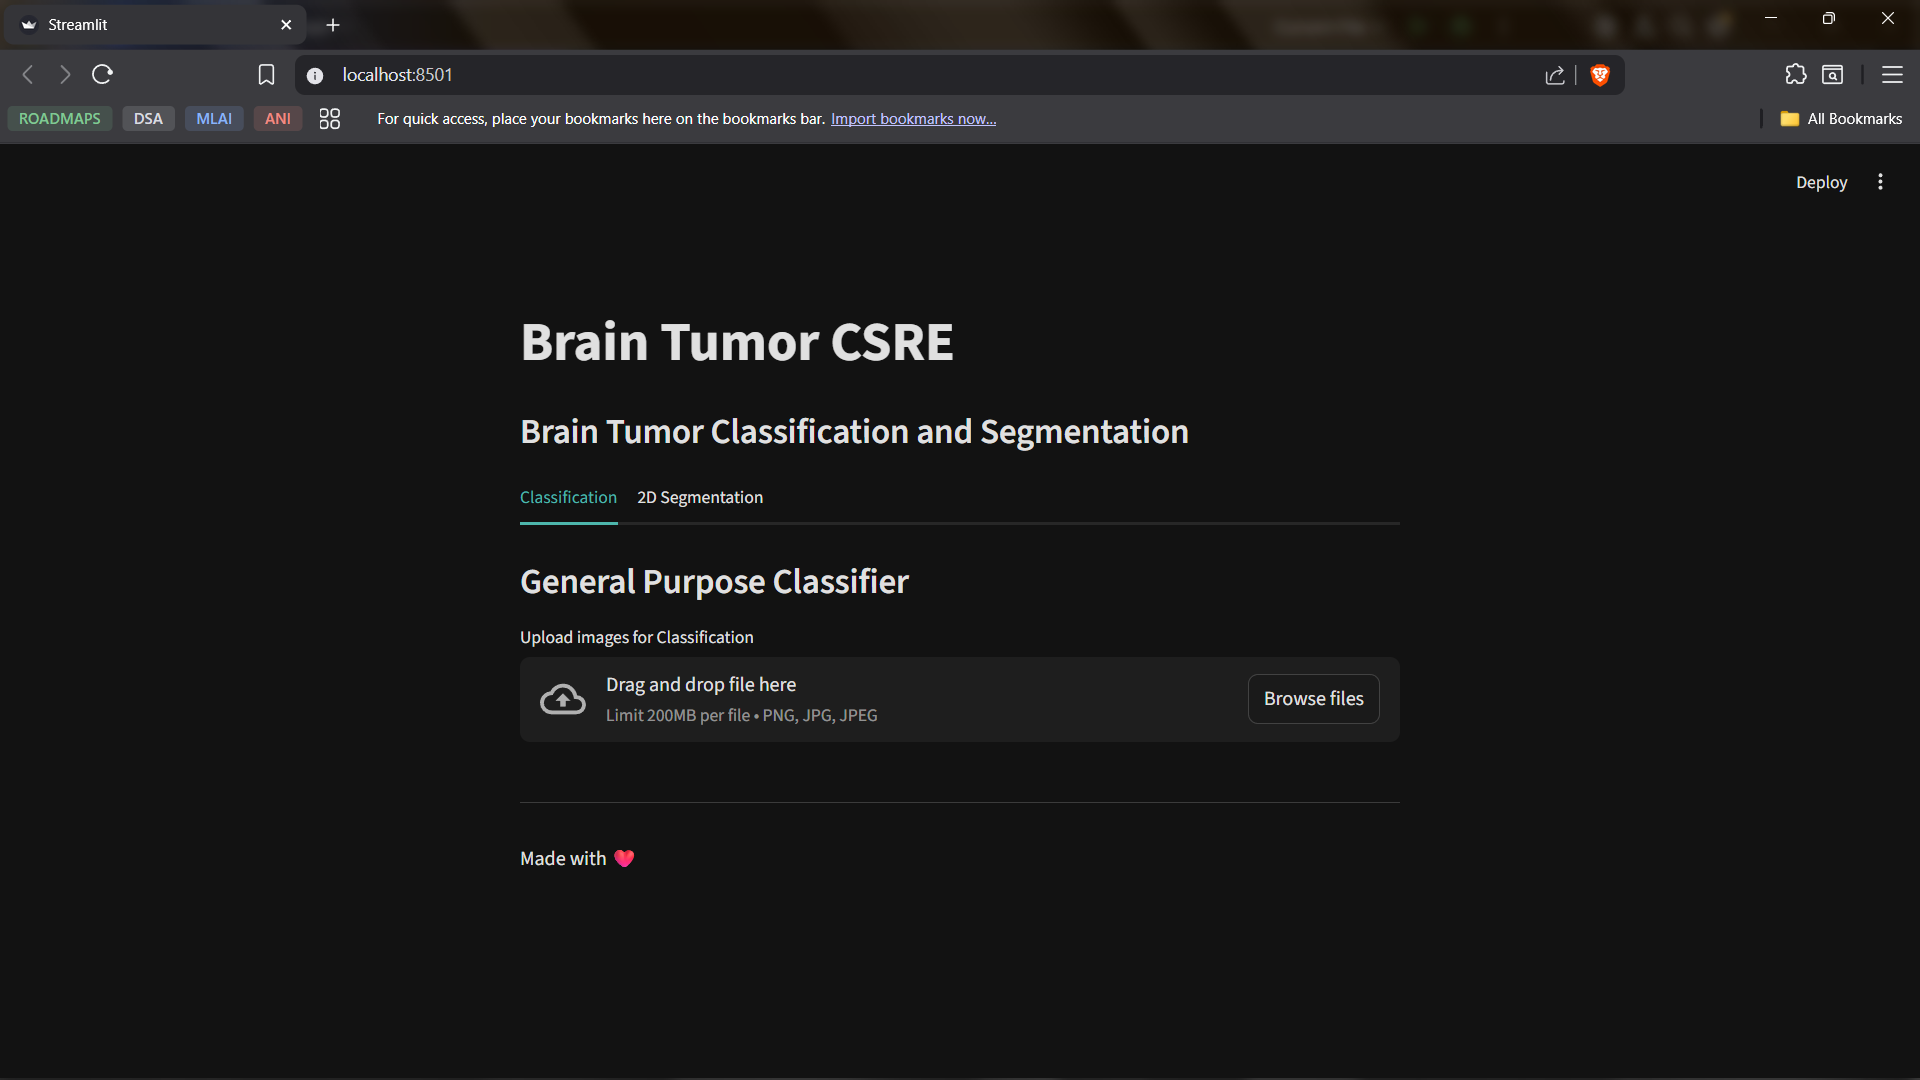 Streamlit
localhost:8501
ROADMAPS DSA MLAI ANI For quick access, place your bookmarks here on the bookmarks bar. Import bookmarks now... All Bookmarks
Deploy
Brain Tumor CSRE
Brain Tumor Classification and Segmentation
Classification 2D Segmentation
General Purpose Classifier
Upload images for Classification
Drag and drop file here
Limit 200MB per file • PNG, JPG, JPEG
Browse files
Made with ❤️